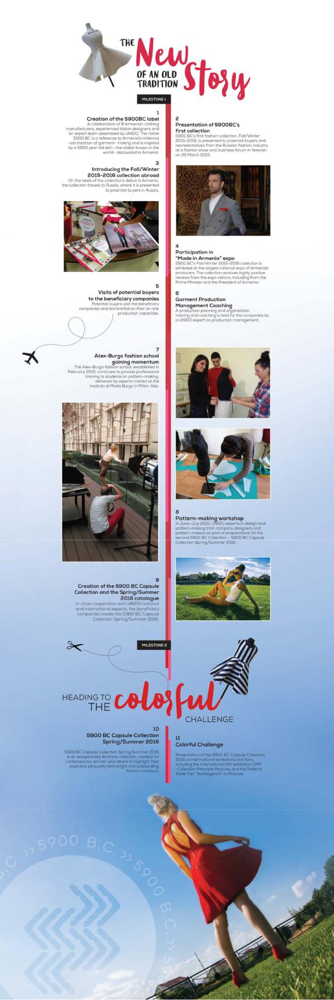 THE New
OF AN OLD
TRADITION Story
MILESTONE 1
1
Creation of the 5900BC label
A collaboration of 8 Armenian clothing
manufacturers, experienced Italian designers and
an expert team assembled by UNIDO. The name
5900 BC is a reference to Armenia's millennia
-old tradition of garment- making and is inspired
by a 5900 year old skirt –the oldest known in the
world- discovered in Armenia.
2
Presentation of 5900BC's
first collection
5900 BC's first fashion collection, Fall/Winter
2015-2016, is presented to potential buyers and
representatives from the Russian fashion industry
at a fashion show and business forum in Yerevan
on 20 March 2015.
3
Introducing the Fall/Winter
2015-2016 collection abroad
On the heels of the collection's debut in Armenia,
the collection travels to Russia, where it is presented
to potential buyers in Russia.
4
Participation in
"Made in Armenia" expo
5900 BC's Fall/Winter 2015-2016 collection is
exhibited at the largest national expo of Armenian
producers. The collection receives highly positive
reviews from the expo visitors, including from the
Prime Minister and the President of Armenia.
5
Visits of potential buyers
to the beneficiary companies
Potential buyers visit the beneficiary
companies and are briefed on their on-site
production capacities.
6
Garment Production
Management Coaching
A production planning and organization
training and coaching is held for the companies by
a UNIDO expert on production management.
7
Atex-Burgo fashion school
gaining momentum
The Atex-Burgo fashion school, established in
February 2015, continues to provide professional
training to students on pattern-making,
delivered by experts trained at the
Instituto di Moda Burgo in Milan, Italy.
8
Pattern-making workshop
In June-July 2015, UNIDO experts in design and
pattern-making train company designers and
pattern-makers as part of preparations for the
second 5900 BC Collection – 5900 BC Capsule
Collection Spring/Summer 2016.
9
Creation of the 5900 BC Capsule
Collection and the Spring/Summer
2016 catalogue
In close cooperation with UNIDO national
and international experts, the beneficiary
companies create the 5900 BC Capsule
Collection Spring/Summer 2016.
MILESTONE 2
HEADING TO
THE colorful
CHALLENGE
10
5900 BC Capsule Collection
Spring/Summer 2016
5900 BC Capsule Collection Spring/Summer 2016
is an exceptionally feminine collection, created for
contemporary women who desire to highlight their
style and sensuality with bright and outstanding
fashion creations.
11
Colorful Challenge
Presentation of the 5900 BC Capsule Collection
2016 at international exhibitions and fairs,
including the international XXV exhibition CPM
-Collection Premiere Moscow, and the Federal
Trade Fair "Textillegprom" in Moscow.
B.C. >> 5900 B.C. >> 5900 B.C. >> 590